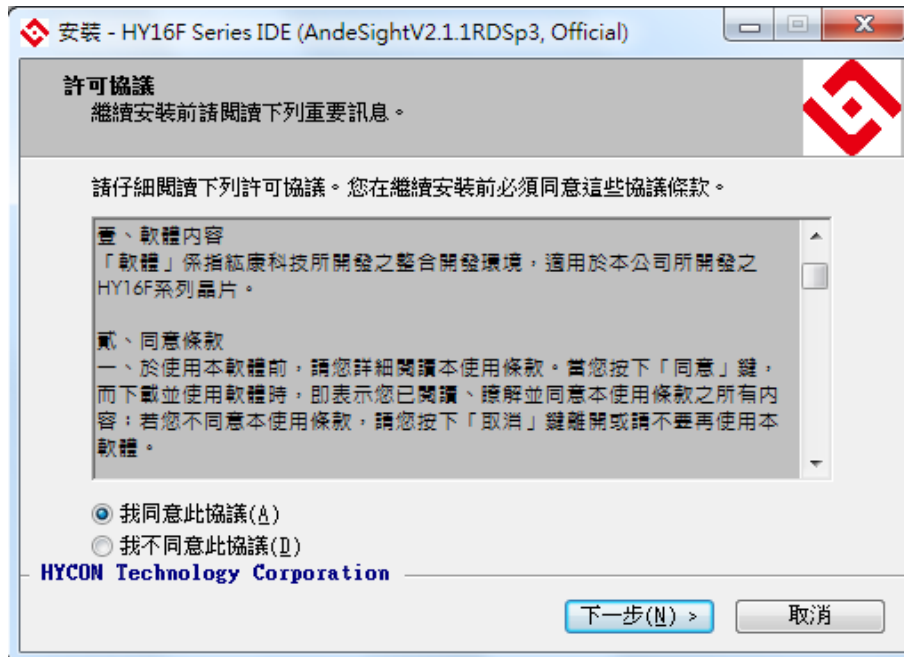 安裝 - HY16F Series IDE (AndeSightV2.1.1RDSp3, Official)
許可協議
繼續安裝前請閱讀下列重要訊息。
請仔細閱讀下列許可協議。您在繼續安裝前必須同意這些協議條款。
壹、軟體內容
「軟體」係指紘康科技所開發之整合開發環境，適用於本公司所開發之
HY16F系列晶片。
貳、同意條款
一、於使用本軟體前，請您詳細閱讀本使用條款。當您按下「同意」鍵，
而下載並使用軟體時，即表示您已閱讀、瞭解並同意本使用條款之所有內
容；若您不同意本使用條款，請您按下「取消」鍵離開或請不要再使用本
軟體。
我同意此協議(A)
我不同意此協議(D)
HYCON Technology Corporation
下一步(N) >
取消